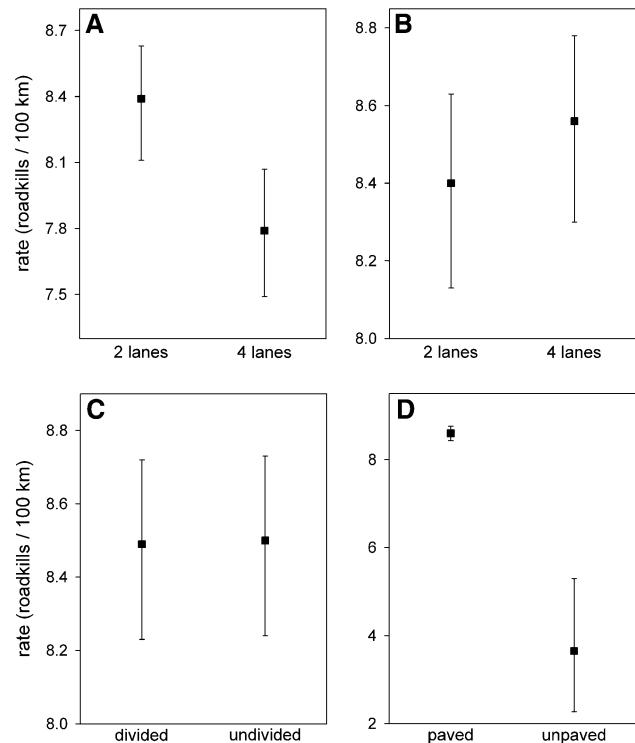 A
rate (roadkills / 100 km)
8.7
8.4
8.1
7.8
7.5
2 lanes 4 lanes
B
8.8
8.6
8.4
8.2
8.0
2 lanes 4 lanes
C
rate (roadkills / 100 km)
8.8
8.6
8.4
8.2
8.0
divided undivided
D
8
6
4
2
paved unpaved